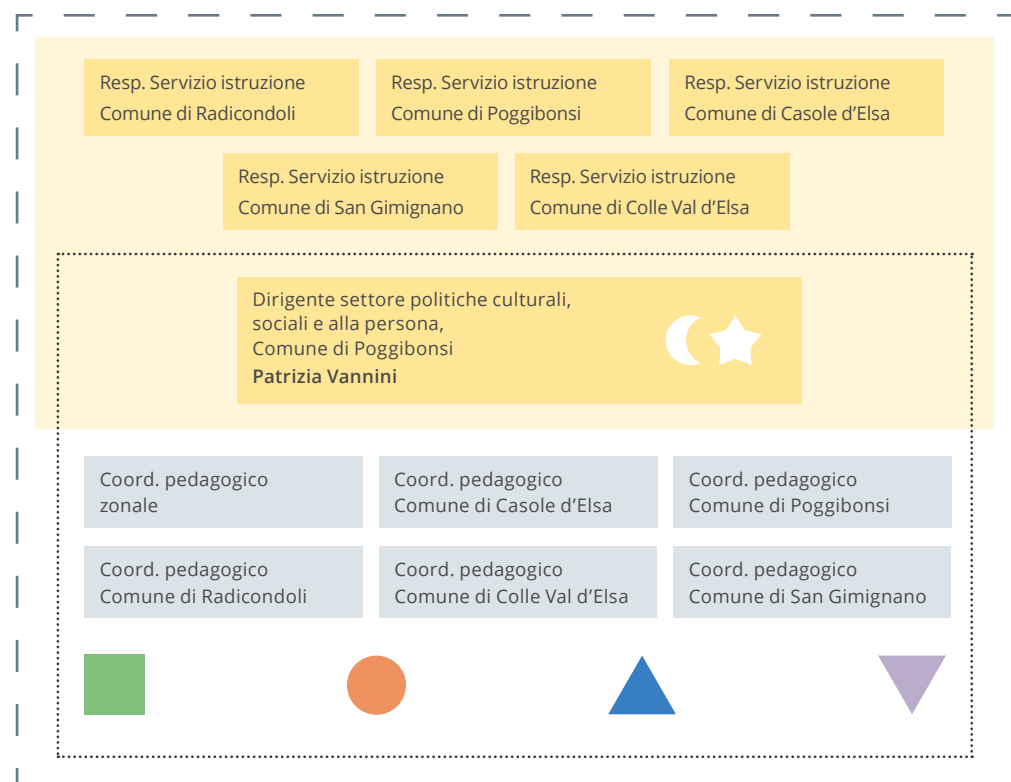 Resp. Servizio istruzione
Comune di Radicondoli
Resp. Servizio istruzione
Comune di Poggibonsi
Resp. Servizio istruzione
Comune di Casole d’Elsa
Resp. Servizio istruzione
Comune di San Gimignano
Resp. Servizio istruzione
Comune di Colle Val d’Elsa
Dirigente settore politiche culturali,
sociali e alla persona,
Comune di Poggibonsi
Patrizia Vannini
Coord. pedagogico
zonale
Coord. pedagogico
Comune di Casole d’Elsa
Coord. pedagogico
Comune di Poggibonsi
Coord. pedagogico
Comune di Radicondoli
Coord. pedagogico
Comune di Colle Val d’Elsa
Coord. pedagogico
Comune di San Gimignano